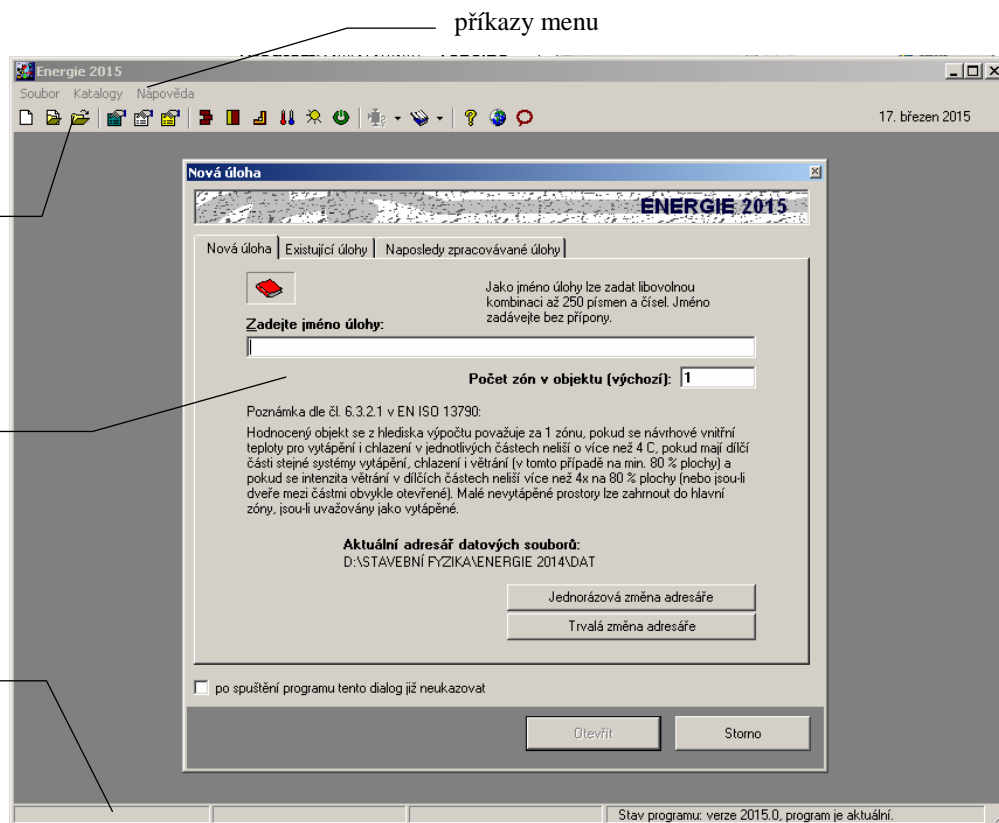 příkazy menu
Energie 2015
Soubor Katalogy Nápověda
17. březen 2015
Nová úloha
ENERGIE 2015
Nová úloha Existující úlohy Naposledy zpracovávané úlohy
Jako jméno úlohy lze zadat libovolnou
kombinaci až 250 písmen a čísel. Jméno
zadávejte bez přípony.
Zadejte jméno úlohy:
Počet zón v objektu (výchozí): 1
Poznámka dle čl. 6.3.2.1 v EN ISO 13790:
Hodnocený objekt se z hlediska výpočtu považuje za 1 zónu, pokud se návrhové vnitřní
teploty pro vytápění i chlazení v jednotlivých částech neliší o více než 4 C, pokud mají dílčí
části stejné systémy vytápění, chlazení i větrání (v tomto případě na min. 80 % plochy) a
pokud se intenzita větrání v dílčích částech neliší více než 4x na 80 % plochy (nebo jsou-li
dveře mezi částmi obvykle otevřené). Malé nevytápěné prostory lze zahrnout do hlavní
zóny, jsou-li uvažovány jako vytápěné.
Aktuální adresář datových souborů:
D:\STAVEBNÍ FYZIKA\ENERGIE 2014\DAT
Jednorázová změna adresáře
Trvalá změna adresáře
po spuštění programu tento dialog již neukazovat
Otevřít Storno
Stav programu: verze 2015.0, program je aktuální.